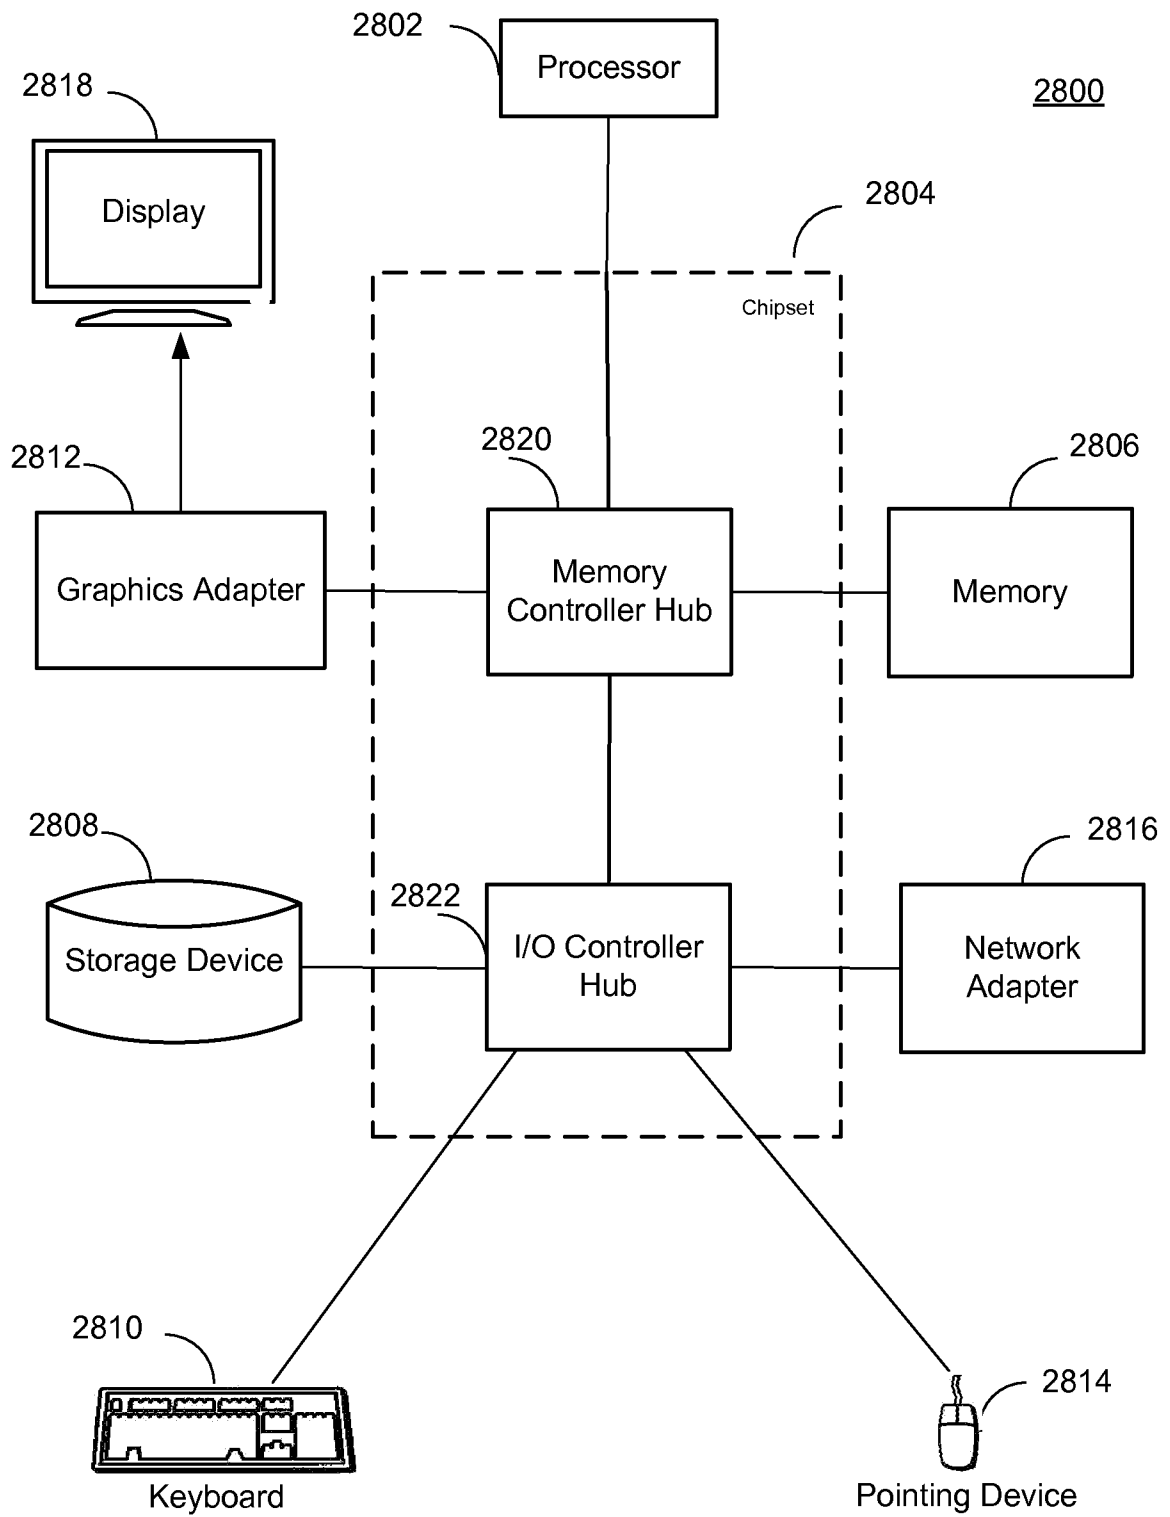 2802
Processor
2818
2800
Display
2804
Chipset
2812
2820
2806
Graphics Adapter
Memory
Controller Hub
Memory
2808
2822
2816
Storage Device
I/O Controller
Hub
Network
Adapter
2810
2814
Keyboard
Pointing Device